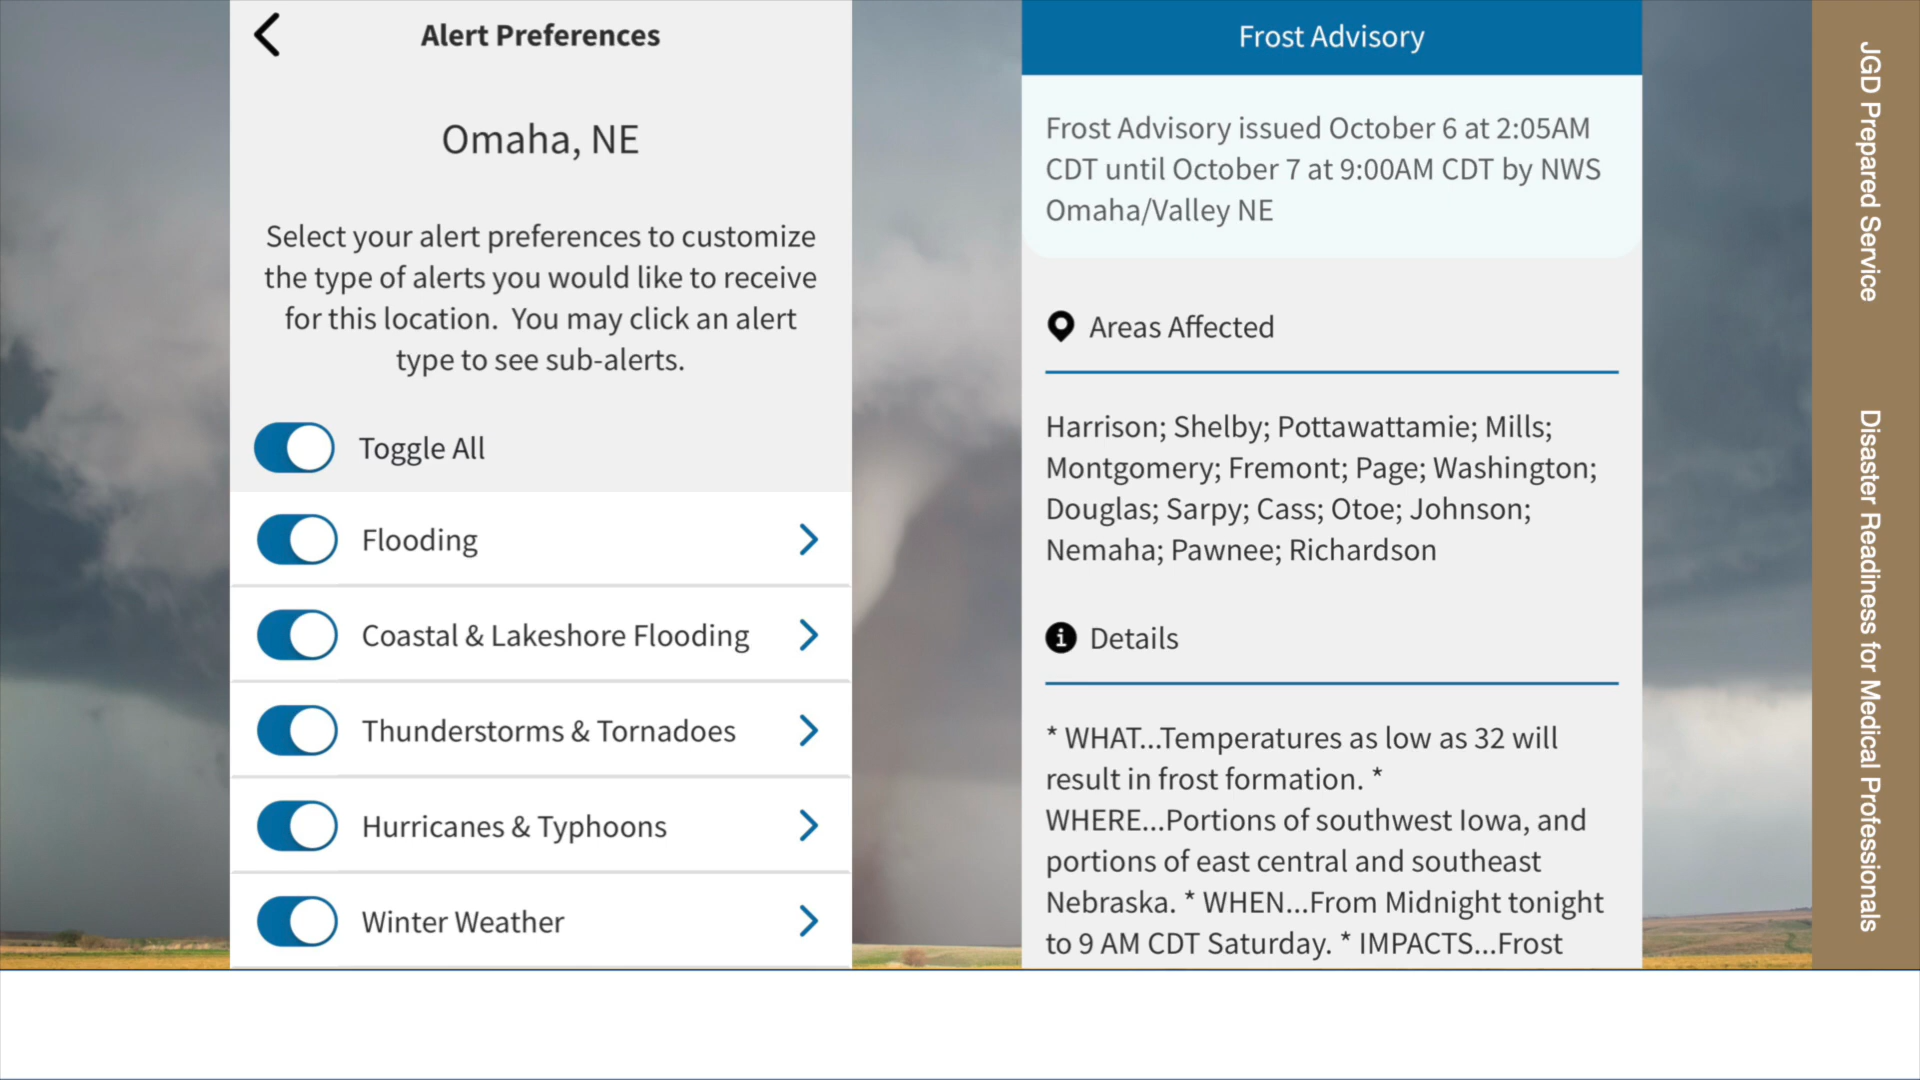 Alert Preferences
Omaha, NE
Select your alert preferences to customize
the type of alerts you would like to receive
for this location. You may click an alert
type to see sub-alerts.
Toggle All
Flooding
Coastal & Lakeshore Flooding
Thunderstorms & Tornadoes
Hurricanes & Typhoons
Winter Weather
Frost Advisory
Frost Advisory issued October 6 at 2:05AM
CDT until October 7 at 9:00AM CDT by NWS
Omaha/Valley NE
Areas Affected
Harrison; Shelby; Pottawattamie; Mills;
Montgomery; Fremont; Page; Washington;
Douglas; Sarpy; Cass; Otoe; Johnson;
Nemaha; Pawnee; Richardson
Details
* WHAT...Temperatures as low as 32 will
result in frost formation. *
WHERE...Portions of southwest Iowa, and
portions of east central and southeast
Nebraska. * WHEN...From Midnight tonight
to 9 AM CDT Saturday. * IMPACTS...Frost
JGD Prepared Service
Disaster Readiness for Medical Professionals